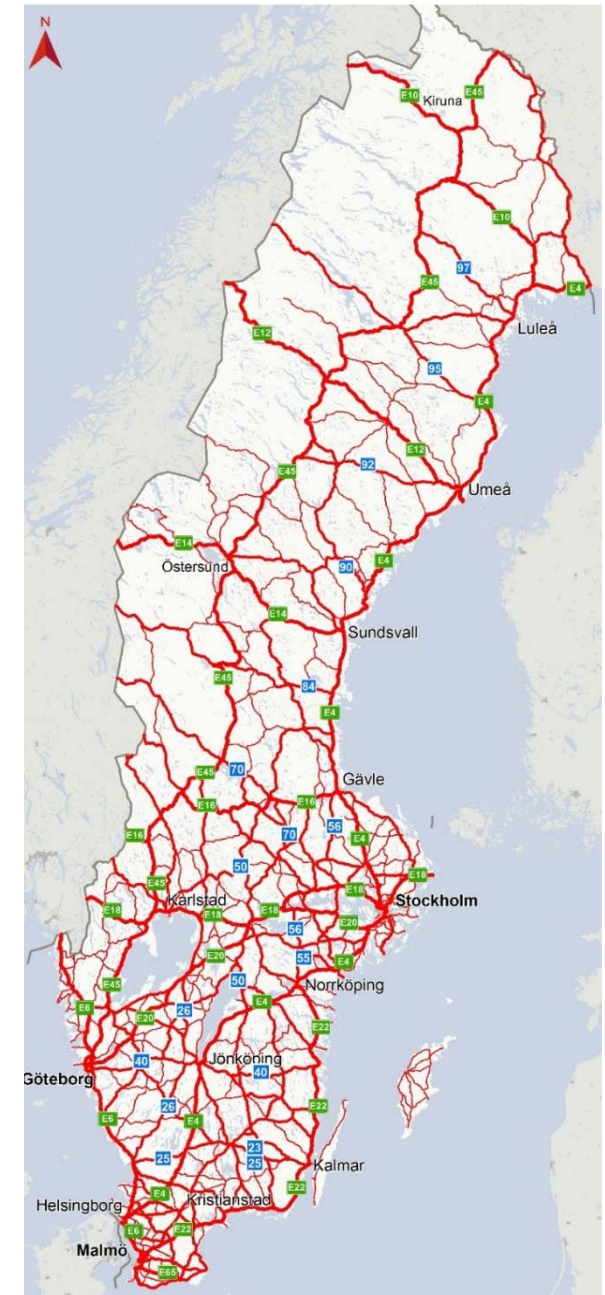 N
E10
Kiruna
E45
E10
97
E45
E4
Luleå
E12
95
E4
E12
E45
92
Umeå
E14
Östersund
90
E4
E14
Sundsvall
E45
84
E4
E45
70
Gävle
E16
E16
E16
70
56
E4
50
E18
E45
E18
Karlstad
E18
E18
E18
Stockholm
E20
56
E20
55
E4
50
E45
Norrköping
E6
26
E4
E20
E22
Jönköping
40
40
Göteborg
26
E22
E6
E4
23
25
25
Kalmar
E22
E4
Kristianstad
Helsingborg
E6
E22
Malmö
E65